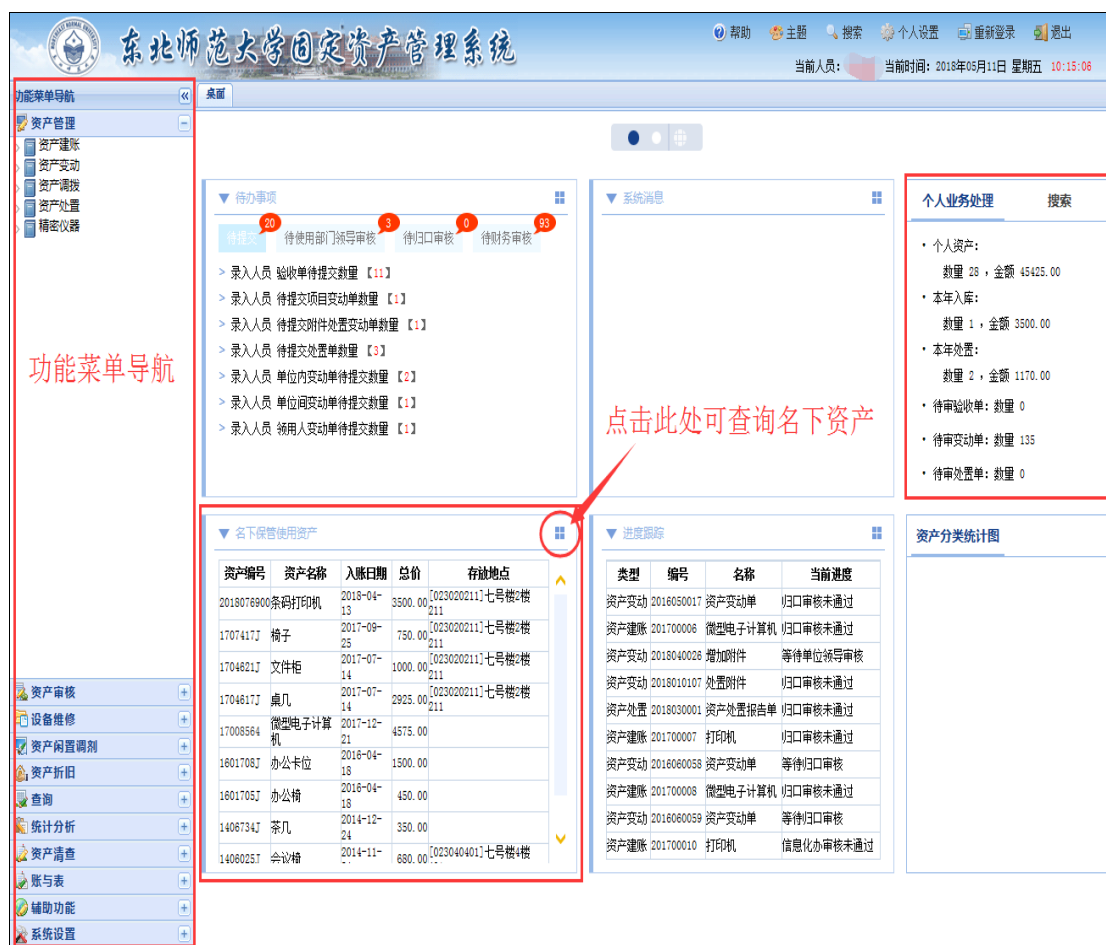 东北师范大学固定资产管理系统
帮助 主题 搜索 个人设置 重新登录 退出
当前人员: 当前时间: 2018年05月11日 星期五 10:15:06
功能菜单导航
桌面
资产管理
资产建账
资产变动
资产调拨
资产处置
精密仪器
功能菜单导航
资产审核
设备维修
资产闲置调剂
资产折旧
查询
统计分析
资产清查
账与表
辅助功能
系统设置
待办事项
待提交 20 待使用部门领导审核 3 待归口审核 0 待财务审核 93
> 录入人员 验收单待提交数量 【11】
> 录入人员 待提交项目变动单数量 【1】
> 录入人员 待提交附件处置变动单数量 【1】
> 录入人员 待提交处置单数量 【3】
> 录入人员 单位内变动单待提交数量 【2】
> 录入人员 单位间变动单待提交数量 【1】
> 录入人员 领用人变动单待提交数量 【1】
系统消息
点击此处可查询名下资产
个人业务处理 搜索
· 个人资产:
数量 28 , 金额 45425.00
· 本年入库:
数量 1 , 金额 3500.00
· 本年处置:
数量 2 , 金额 1170.00
· 待审验收单: 数量 0
· 待审变动单: 数量 135
· 待审处置单: 数量 0
名下保管使用资产
资产编号 资产名称 入账日期 总价 存放地点
2018076900 条码打印机 2018-04-13 3500.00 [023020211]七号楼2楼211
1707417J 椅子 2017-09-25 750.00 [023020211]七号楼2楼211
1704621J 文件柜 2017-07-14 1000.00 [023020211]七号楼2楼211
1704617J 桌几 2017-07-14 2925.00 [023020211]七号楼2楼211
17008564 微型电子计算机 2017-12-21 4575.00
1601708J 办公卡位 2016-04-18 1500.00
1601705J 办公椅 2016-04-18 450.00
1406734J 茶几 2014-12-24 350.00
1406025J 会议椅 2014-11- 680.00 [023040401]七号楼4楼
进度跟踪
类型 编号 名称 当前进度
资产变动 2016050017 资产变动单 归口审核未通过
资产建账 201700006 微型电子计算机 归口审核未通过
资产变动 2018040026 增加附件 等待单位领导审核
资产变动 2018010107 处置附件 归口审核未通过
资产处置 2018030001 资产处置报告单 归口审核未通过
资产建账 201700007 打印机 归口审核未通过
资产变动 2016060058 资产变动单 等待归口审核
资产建账 201700008 微型电子计算机 归口审核未通过
资产变动 2016060059 资产变动单 等待归口审核
资产建账 201700010 打印机 信息化办审核未通过
资产分类统计图